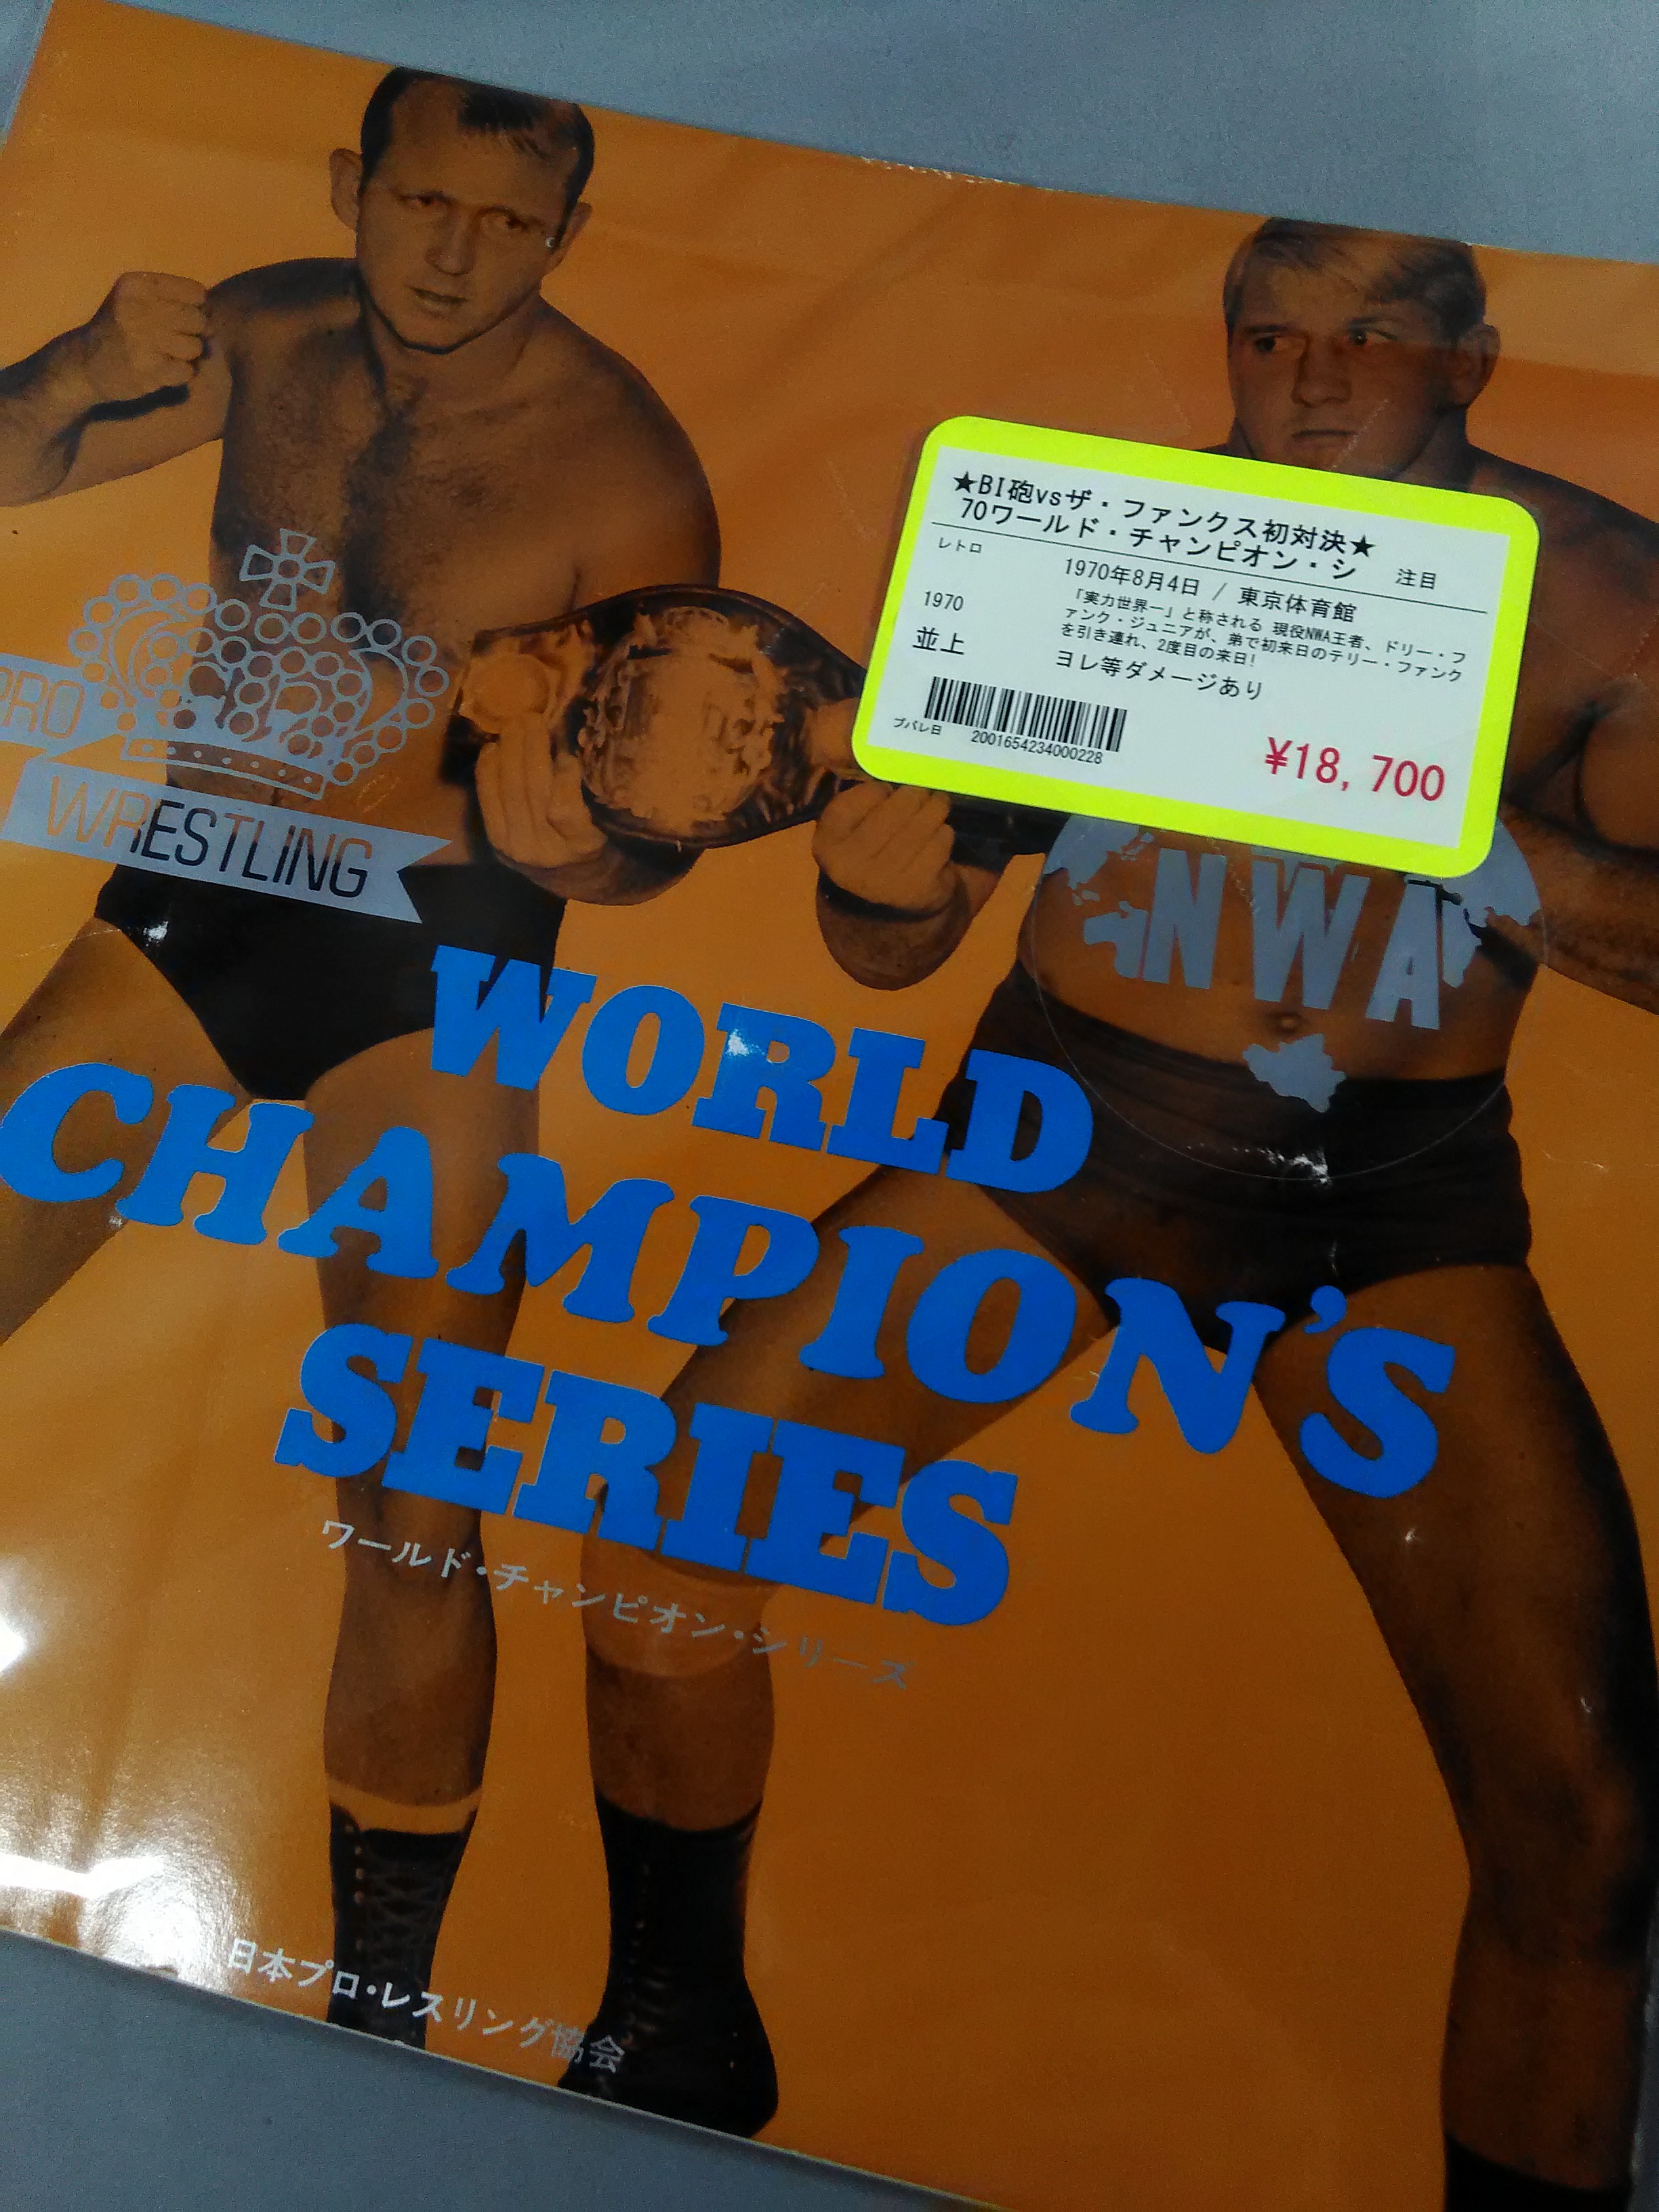 ★BI砲vsザ・ファンクス初対決★
70ワールド・チャンピオン・シ
レトロ
注目
1970年8月4日 / 東京体育館
1970
「実力世界一」と称される 現役NWA王者、ドリー・フ
ァンク・ジュニアが、弟で初来日のテリー・ファンク
を引き連れ、2度目の来日!
並上
ヨレ等ダメージあり
ブバレ日
2001654234000228
¥18,700
PRO
WRESTLING
NWA
WORLD
CHAMPION'S
SERIES
ワールド・チャンピオン・シリーズ
日本プロ・レスリング協会